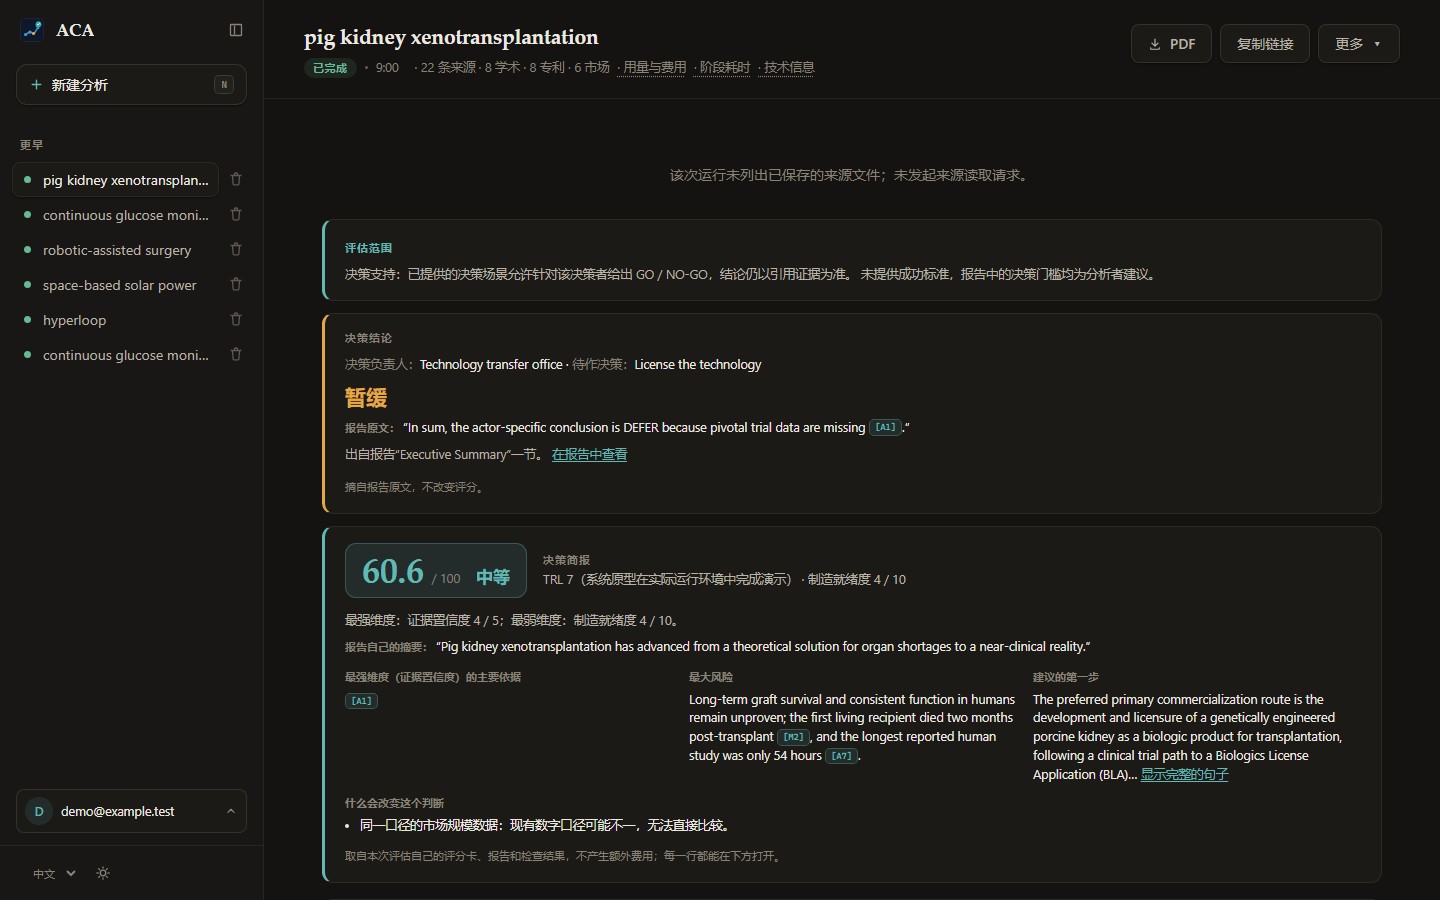 ACA
新建分析
N
更早
pig kidney xenotransplan...
continuous glucose moni...
robotic-assisted surgery
space-based solar power
hyperloop
continuous glucose moni...
D
demo@example.test
中文
pig kidney xenotransplantation
已完成 • 9:00 · 22 条来源 · 8 学术 · 8 专利 · 6 市场 · 用量与费用 · 阶段耗时 · 技术信息
PDF
复制链接
更多
该次运行未列出已保存的来源文件；未发起来源读取请求。
评估范围
决策支持：已提供的决策场景允许针对该决策者给出 GO / NO-GO，结论仍以引用证据为准。 未提供成功标准，报告中的决策门槛均为分析者建议。
决策结论
决策负责人：Technology transfer office · 待作决策：License the technology
暂缓
报告原文：“In sum, the actor-specific conclusion is DEFER because pivotal trial data are missing [A1].”
出自报告“Executive Summary”一节。 在报告中查看
摘自报告原文，不改变评分。
60.6 / 100 中等
决策简报
TRL 7（系统原型在实际运行环境中完成演示） · 制造就绪度 4 / 10
最强维度：证据置信度 4 / 5；最弱维度：制造就绪度 4 / 10。
报告自己的摘要：“Pig kidney xenotransplantation has advanced from a theoretical solution for organ shortages to a near-clinical reality.”
最强维度（证据置信度）的主要依据
[A1]
最大风险
Long-term graft survival and consistent function in humans
remain unproven; the first living recipient died two months
post-transplant [M2], and the longest reported human
study was only 54 hours [A7].
建议的第一步
The preferred primary commercialization route is the
development and licensure of a genetically engineered
porcine kidney as a biologic product for transplantation,
following a clinical trial path to a Biologics License
Application (BLA)... 显示完整的句子
什么会改变这个判断
• 同一口径的市场规模数据：现有数字口径可能不一，无法直接比较。
取自本次评估自己的评分卡、报告和检查结果，不产生额外费用；每一行都能在下方打开。